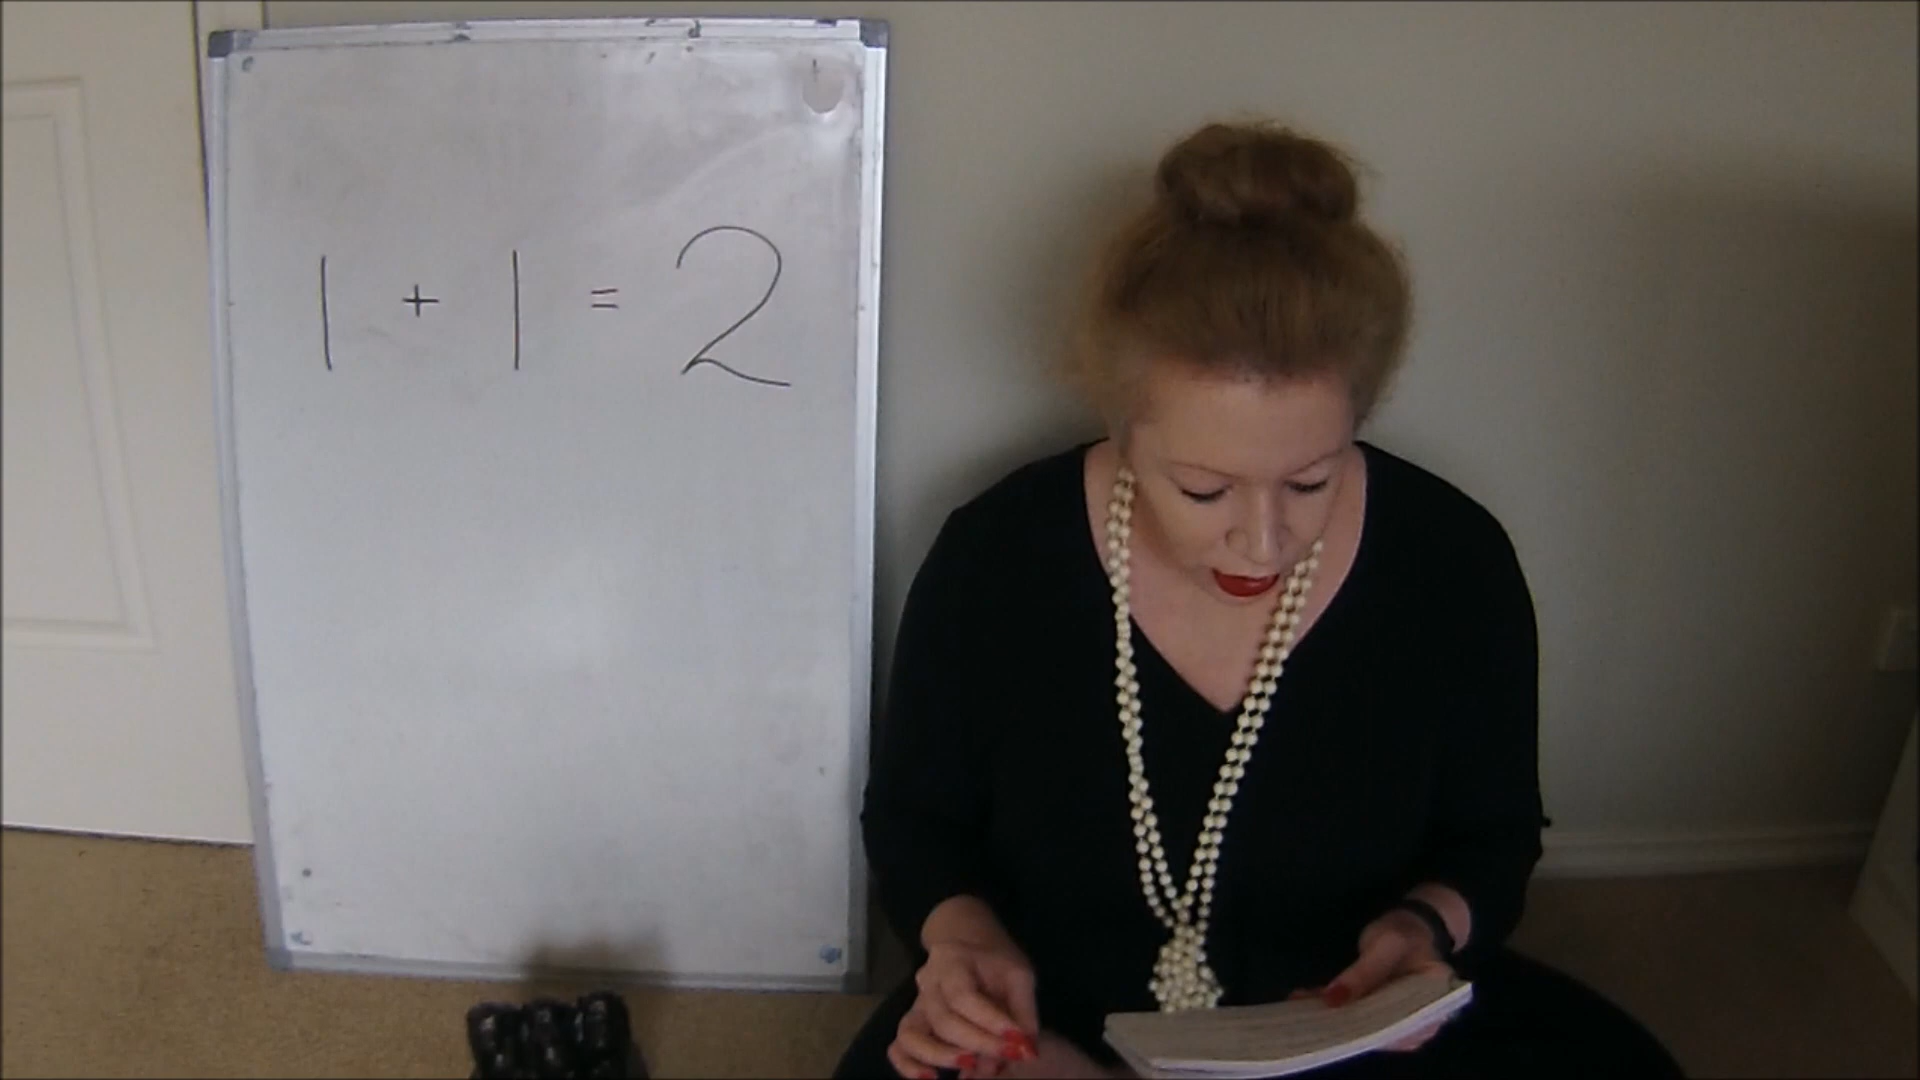 1 + 1 = 2